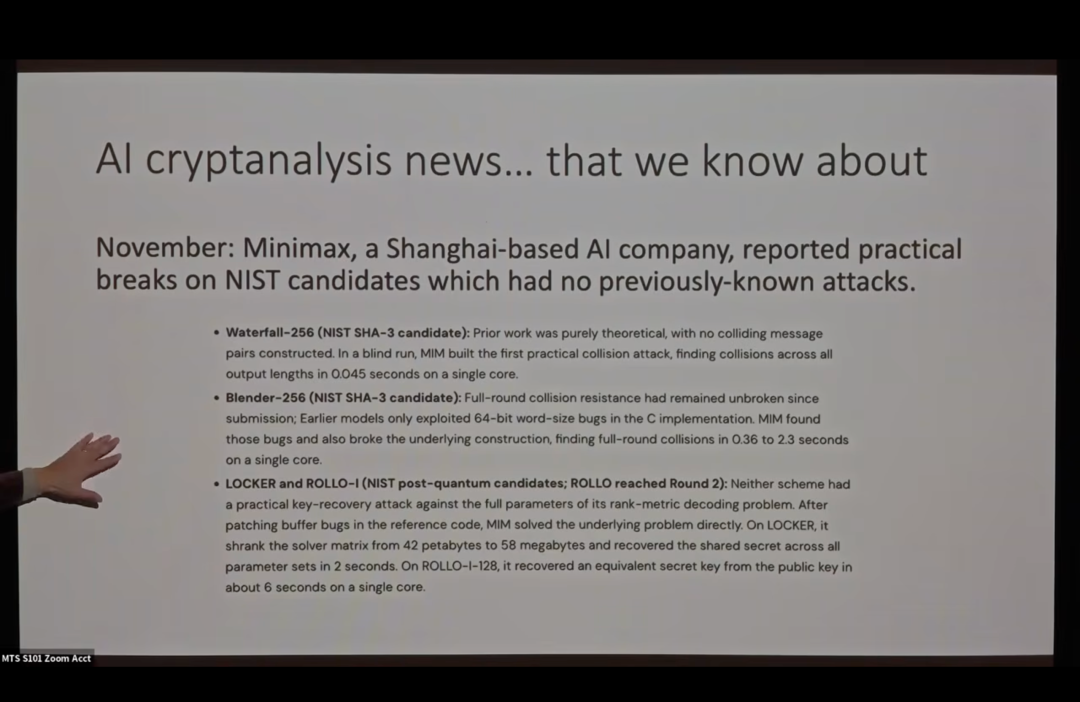 AI cryptanalysis news... that we know about
November: Minimax, a Shanghai-based AI company, reported practical
breaks on NIST candidates which had no previously-known attacks.
• Waterfall-256 (NIST SHA-3 candidate): Prior work was purely theoretical, with no colliding message
pairs constructed. In a blind run, MIM built the first practical collision attack, finding collisions across all
output lengths in 0.045 seconds on a single core.
• Blender-256 (NIST SHA-3 candidate): Full-round collision resistance had remained unbroken since
submission; Earlier models only exploited 64-bit word-size bugs in the C implementation. MIM found
those bugs and also broke the underlying construction, finding full-round collisions in 0.36 to 2.3 seconds
on a single core.
• LOCKER and ROLLO-I (NIST post-quantum candidates; ROLLO reached Round 2): Neither scheme had
a practical key-recovery attack against the full parameters of its rank-metric decoding problem. After
patching buffer bugs in the reference code, MIM solved the underlying problem directly. On LOCKER, it
shrank the solver matrix from 42 petabytes to 58 megabytes and recovered the shared secret across all
parameter sets in 2 seconds. On ROLLO-I-128, it recovered an equivalent secret key from the public key in
about 6 seconds on a single core.
MTS S101 Zoom Acct